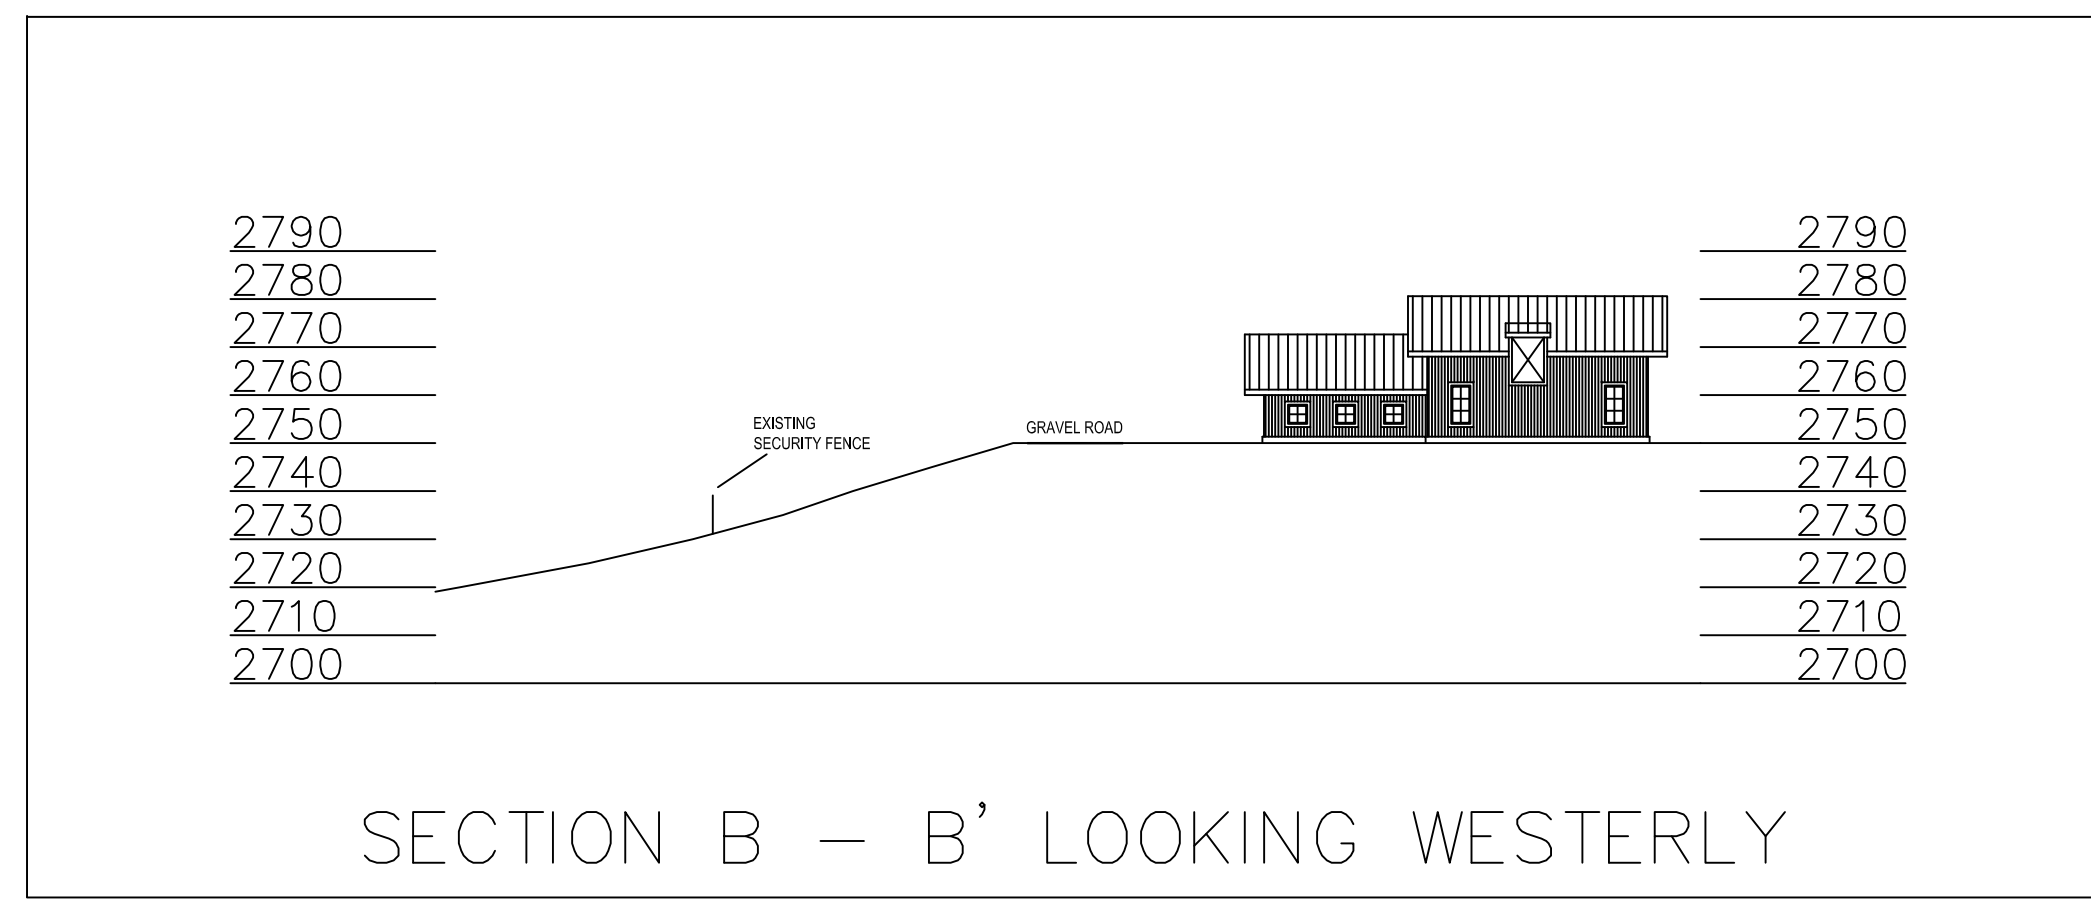 2790 2790
2780 2780
2770 2770
2760 2760
2750 2750
EXISTING
SECURITY FENCE
GRAVEL ROAD
2740 2740
2730 2730
2720 2720
2710 2710
2700 2700
SECTION B – B' LOOKING WESTERLY